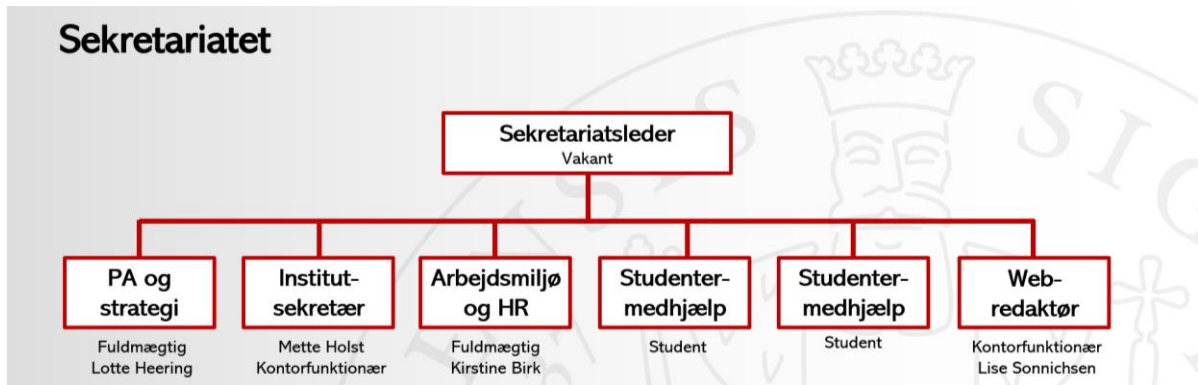 Sekretariatet
Sekretariatsleder
Vakant
PA og
strategi
Fuldmægtig
Lotte Heering
Institut-
sekretær
Mette Holst
Kontorfunktionær
Arbejdsmiljø
og HR
Fuldmægtig
Kirstine Birk
Studenter-
medhjælp
Student
Studenter-
medhjælp
Student
Web-
redaktør
Kontorfunktionær
Lise Sonnichsen